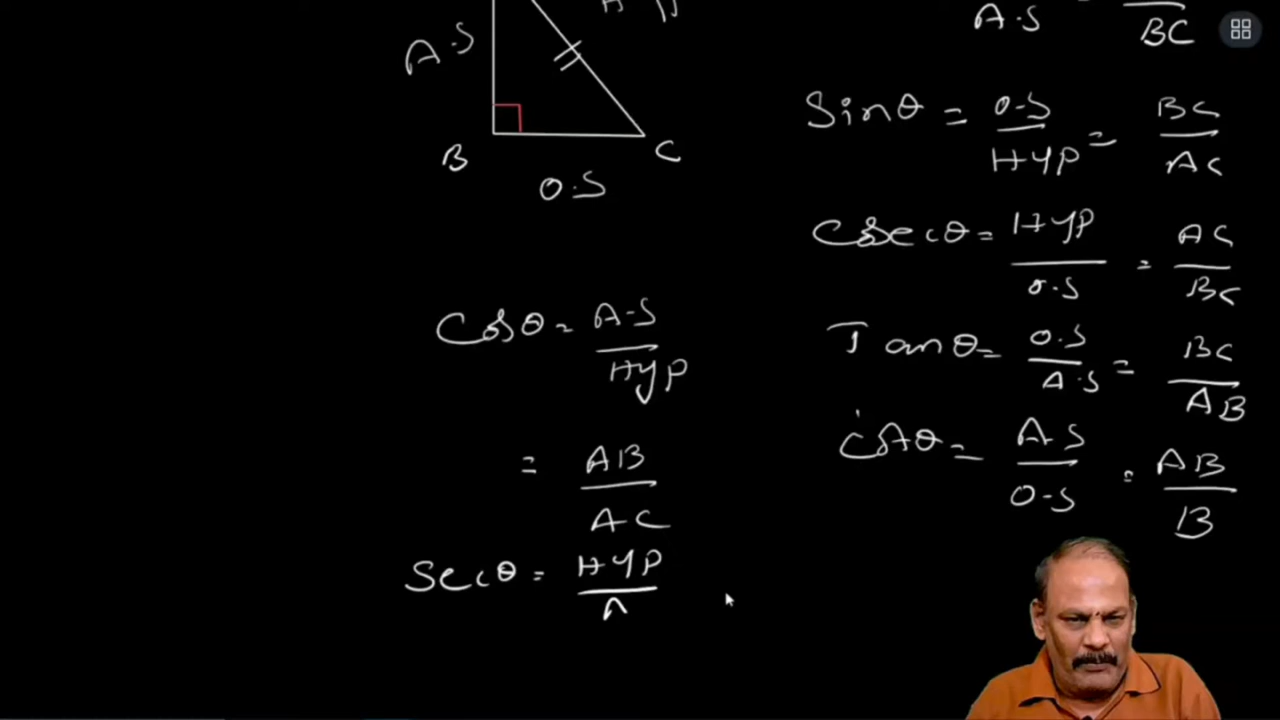 A.S
B
C
O.S
A.S
BC
Sinθ = O.S/HYP = BC/AC
Cosecθ = HYP/O.S = AC/BC
Cosθ = A.S/HYP
Tanθ = O.S/A.S = BC/AB
= AB/AC
Cotθ = A.S/O.S = AB/B
Secθ = HYP/A